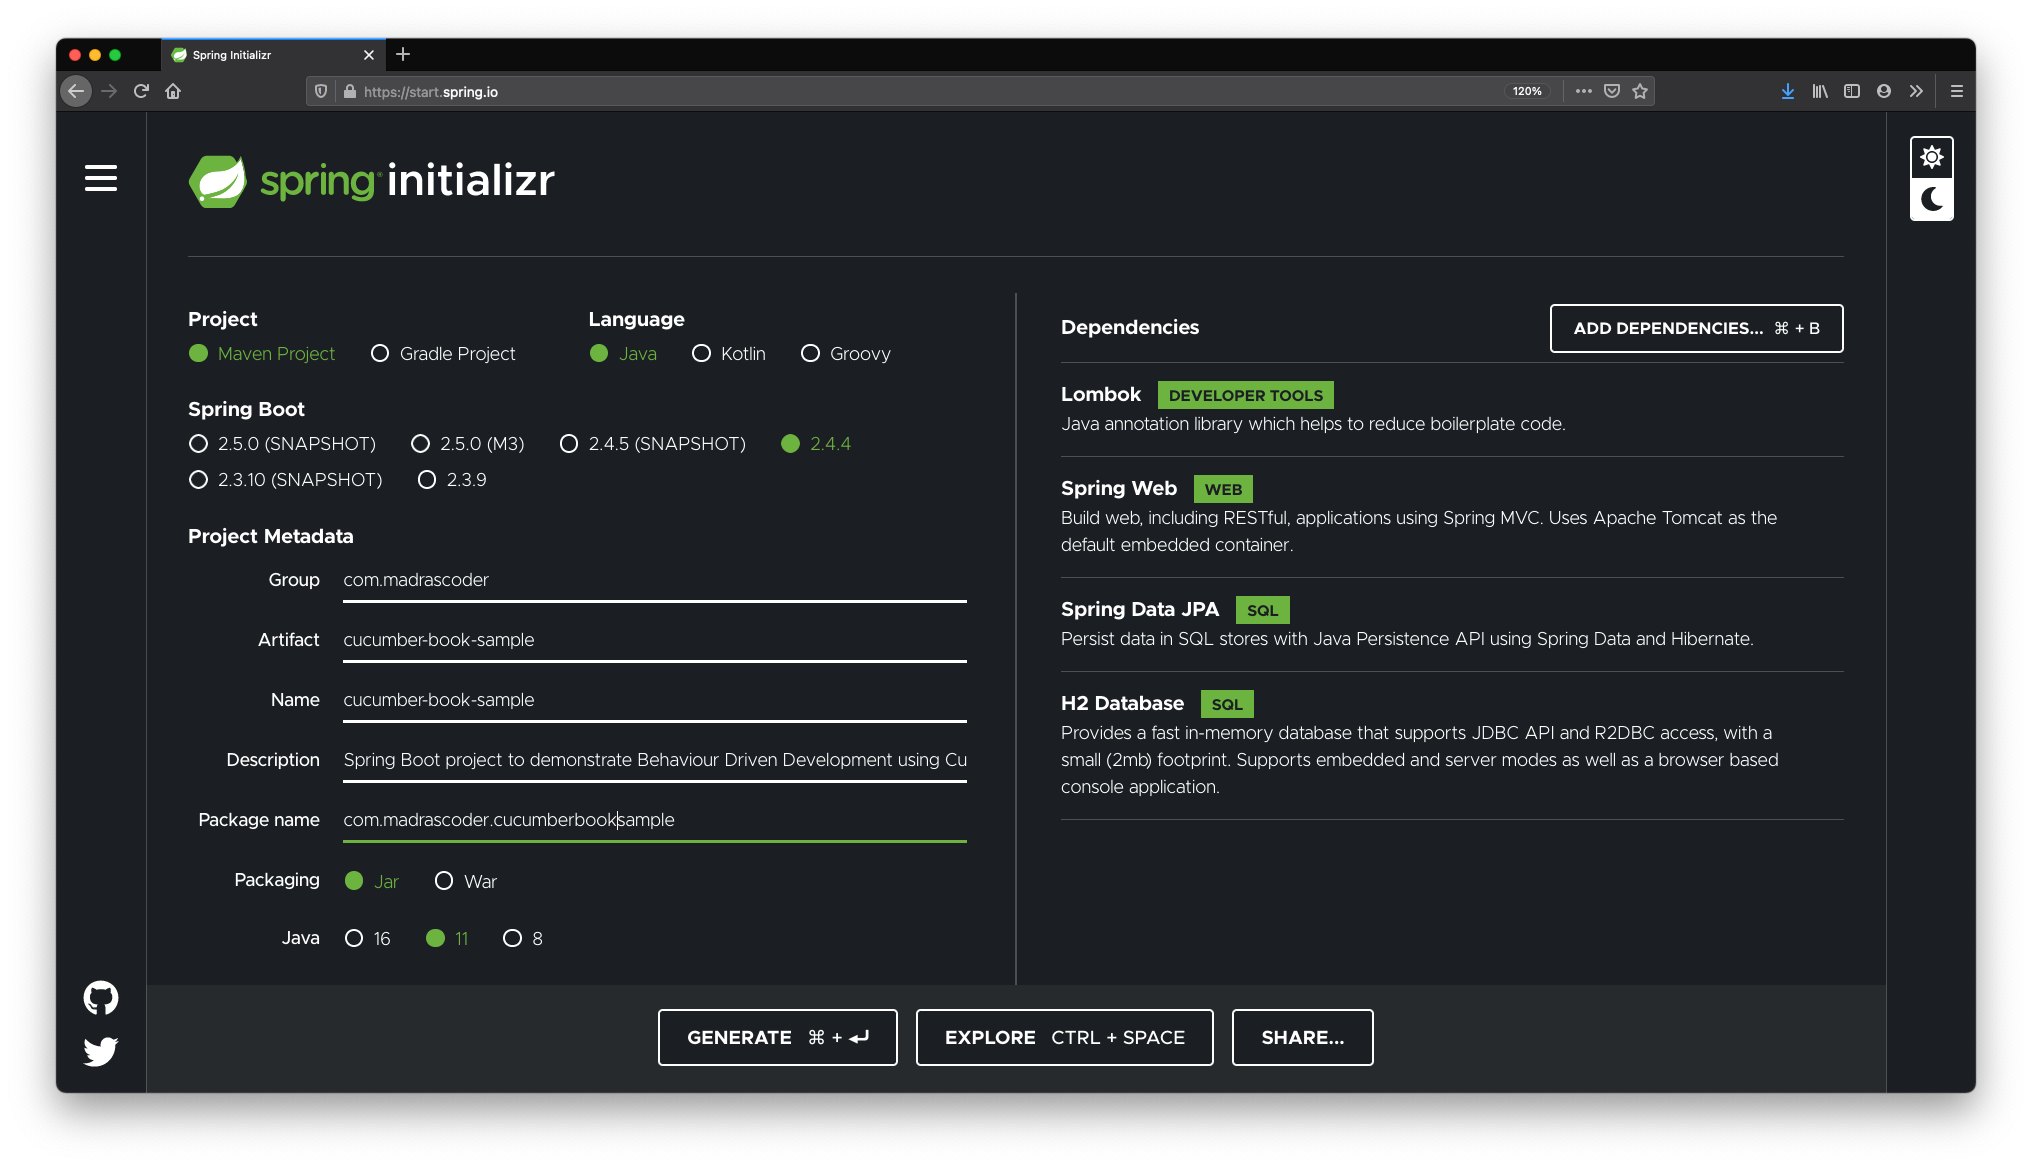 Spring Initializr
https://start.spring.io
120%
spring initializr
Project
Maven Project
Gradle Project
Language
Java
Kotlin
Groovy
Spring Boot
2.5.0 (SNAPSHOT)
2.5.0 (M3)
2.4.5 (SNAPSHOT)
2.4.4
2.3.10 (SNAPSHOT)
2.3.9
Project Metadata
Group
com.madrascoder
Artifact
cucumber-book-sample
Name
cucumber-book-sample
Description
Spring Boot project to demonstrate Behaviour Driven Development using Cu
Package name
com.madrascoder.cucumberbooksample
Packaging
Jar
War
Java
16
11
8
Dependencies
ADD DEPENDENCIES... ⌘ + B
Lombok
DEVELOPER TOOLS
Java annotation library which helps to reduce boilerplate code.
Spring Web
WEB
Build web, including RESTful, applications using Spring MVC. Uses Apache Tomcat as the
default embedded container.
Spring Data JPA
SQL
Persist data in SQL stores with Java Persistence API using Spring Data and Hibernate.
H2 Database
SQL
Provides a fast in-memory database that supports JDBC API and R2DBC access, with a
small (2mb) footprint. Supports embedded and server modes as well as a browser based
console application.
GENERATE ⌘ + ⏎
EXPLORE CTRL + SPACE
SHARE...